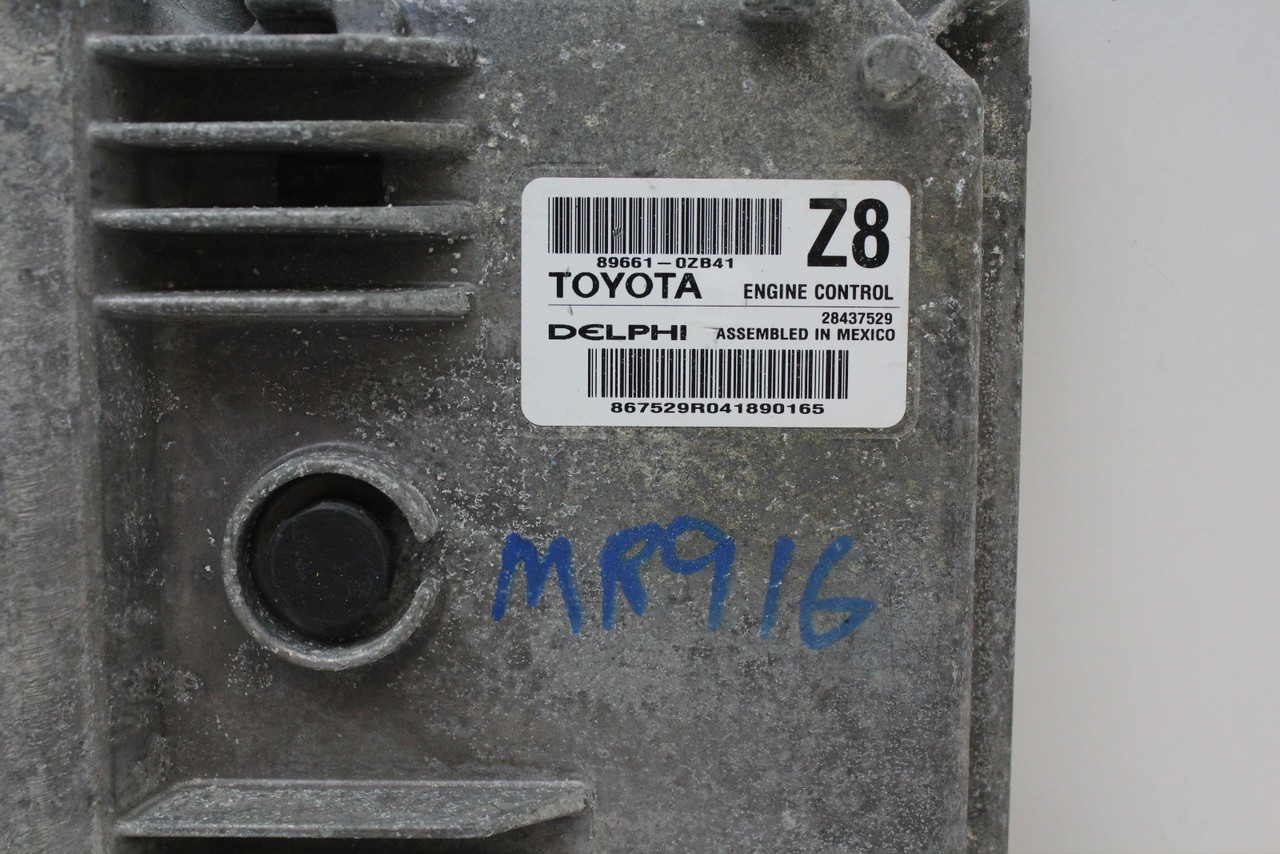 Z8
89661-0ZB41
TOYOTA ENGINE CONTROL
28437529
DELPHI ASSEMBLED IN MEXICO
867529R041890165
MR916